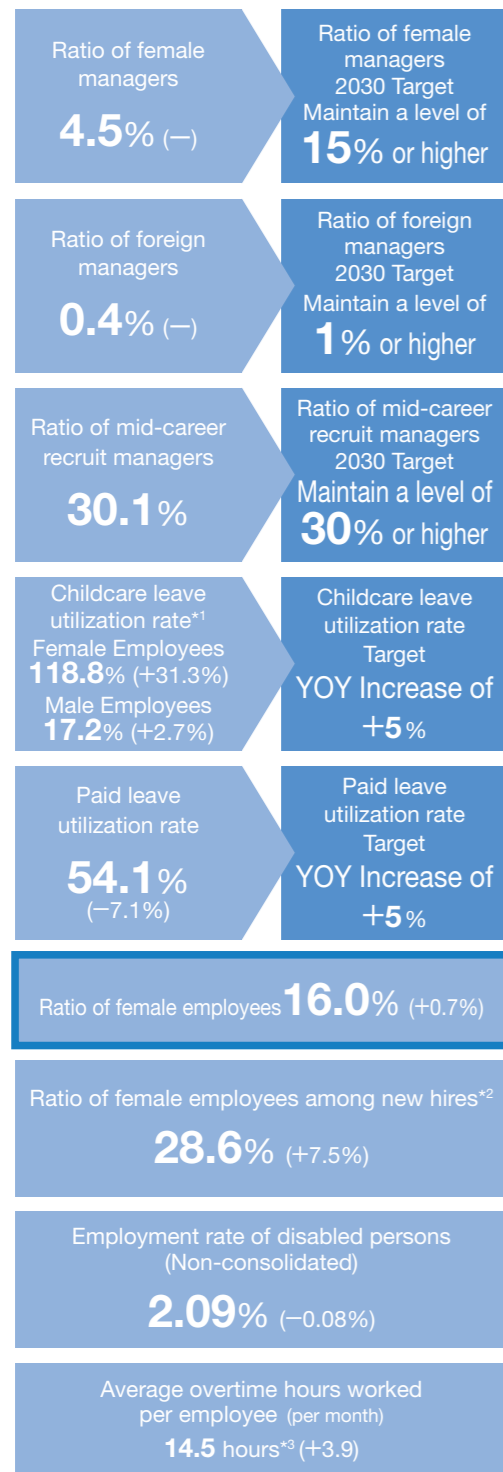 Ratio of female
managers
4.5% (—)
Ratio of female
managers
2030 Target
Maintain a level of
15% or higher
Ratio of foreign
managers
0.4% (—)
Ratio of foreign
managers
2030 Target
Maintain a level of
1% or higher
Ratio of mid-career
recruit managers
30.1%
Ratio of mid-career
recruit managers
2030 Target
Maintain a level of
30% or higher
Childcare leave
utilization rate*1
Female Employees
118.8% (+31.3%)
Male Employees
17.2% (+2.7%)
Childcare leave
utilization rate
Target
YOY Increase of
+5%
Paid leave
utilization rate
54.1%
(−7.1%)
Paid leave
utilization rate
Target
YOY Increase of
+5%
Ratio of female employees 16.0% (+0.7%)
Ratio of female employees among new hires*2
28.6% (+7.5%)
Employment rate of disabled persons
(Non-consolidated)
2.09% (−0.08%)
Average overtime hours worked
per employee (per month)
14.5 hours*3 (+3.9)